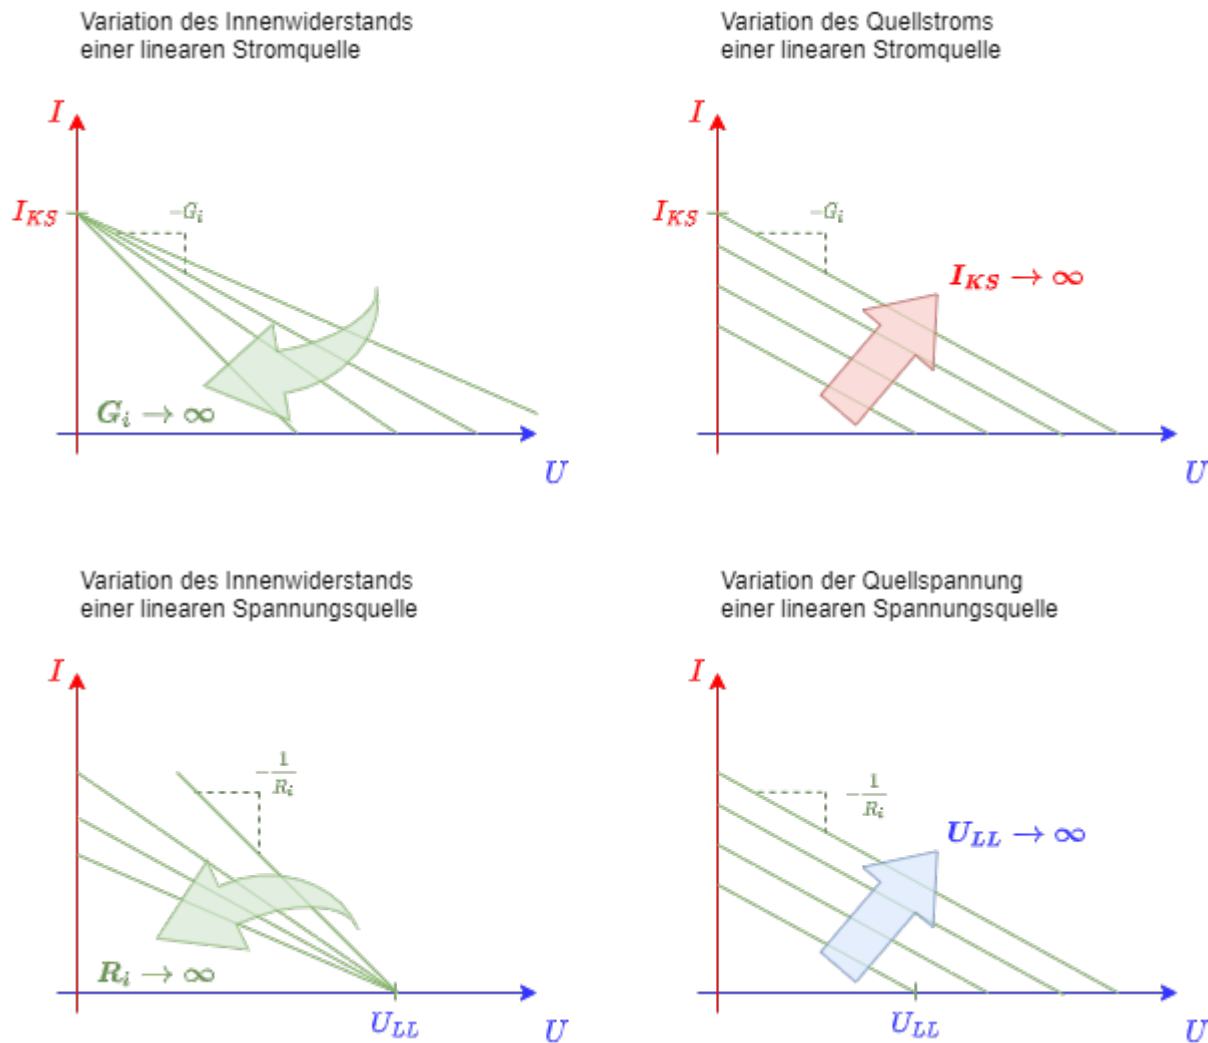 Variation des Innenwiderstands
einer linearen Stromquelle
I
I_KS
−G_i
G_i → ∞
U
Variation des Quellstroms
einer linearen Stromquelle
I
I_KS
−G_i
I_KS → ∞
U
Variation des Innenwiderstands
einer linearen Spannungsquelle
I
−1/R_i
R_i → ∞
U_LL
U
Variation der Quellspannung
einer linearen Spannungsquelle
I
−1/R_i
U_LL → ∞
U_LL
U